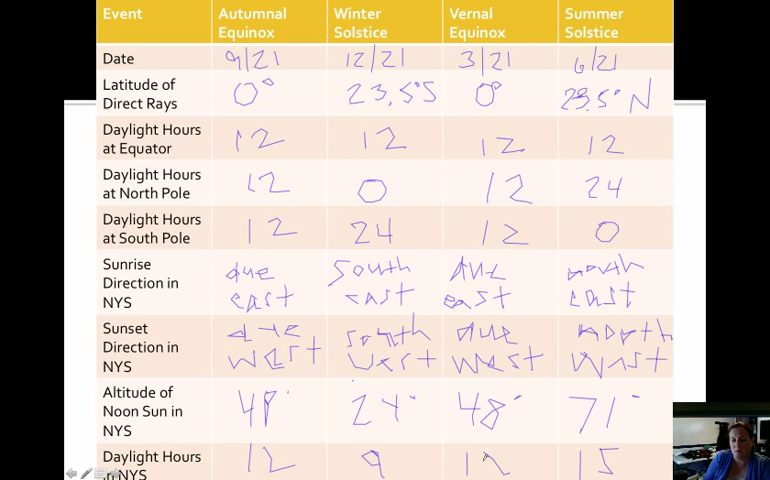 Event Autumnal Equinox Winter Solstice Vernal Equinox Summer Solstice
Date 9/21 12/21 3/21 6/21
Latitude of Direct Rays 0° 23.5°S 0° 23.5° N
Daylight Hours at Equator 12 12 12 12
Daylight Hours at North Pole 12 0 12 24
Daylight Hours at South Pole 12 24 12 0
Sunrise Direction in NYS due east south east due east north east
Sunset Direction in NYS due west south west due west north west
Altitude of Noon Sun in NYS 48° 24° 48° 71°
Daylight Hours in NYS 12 9 12 15